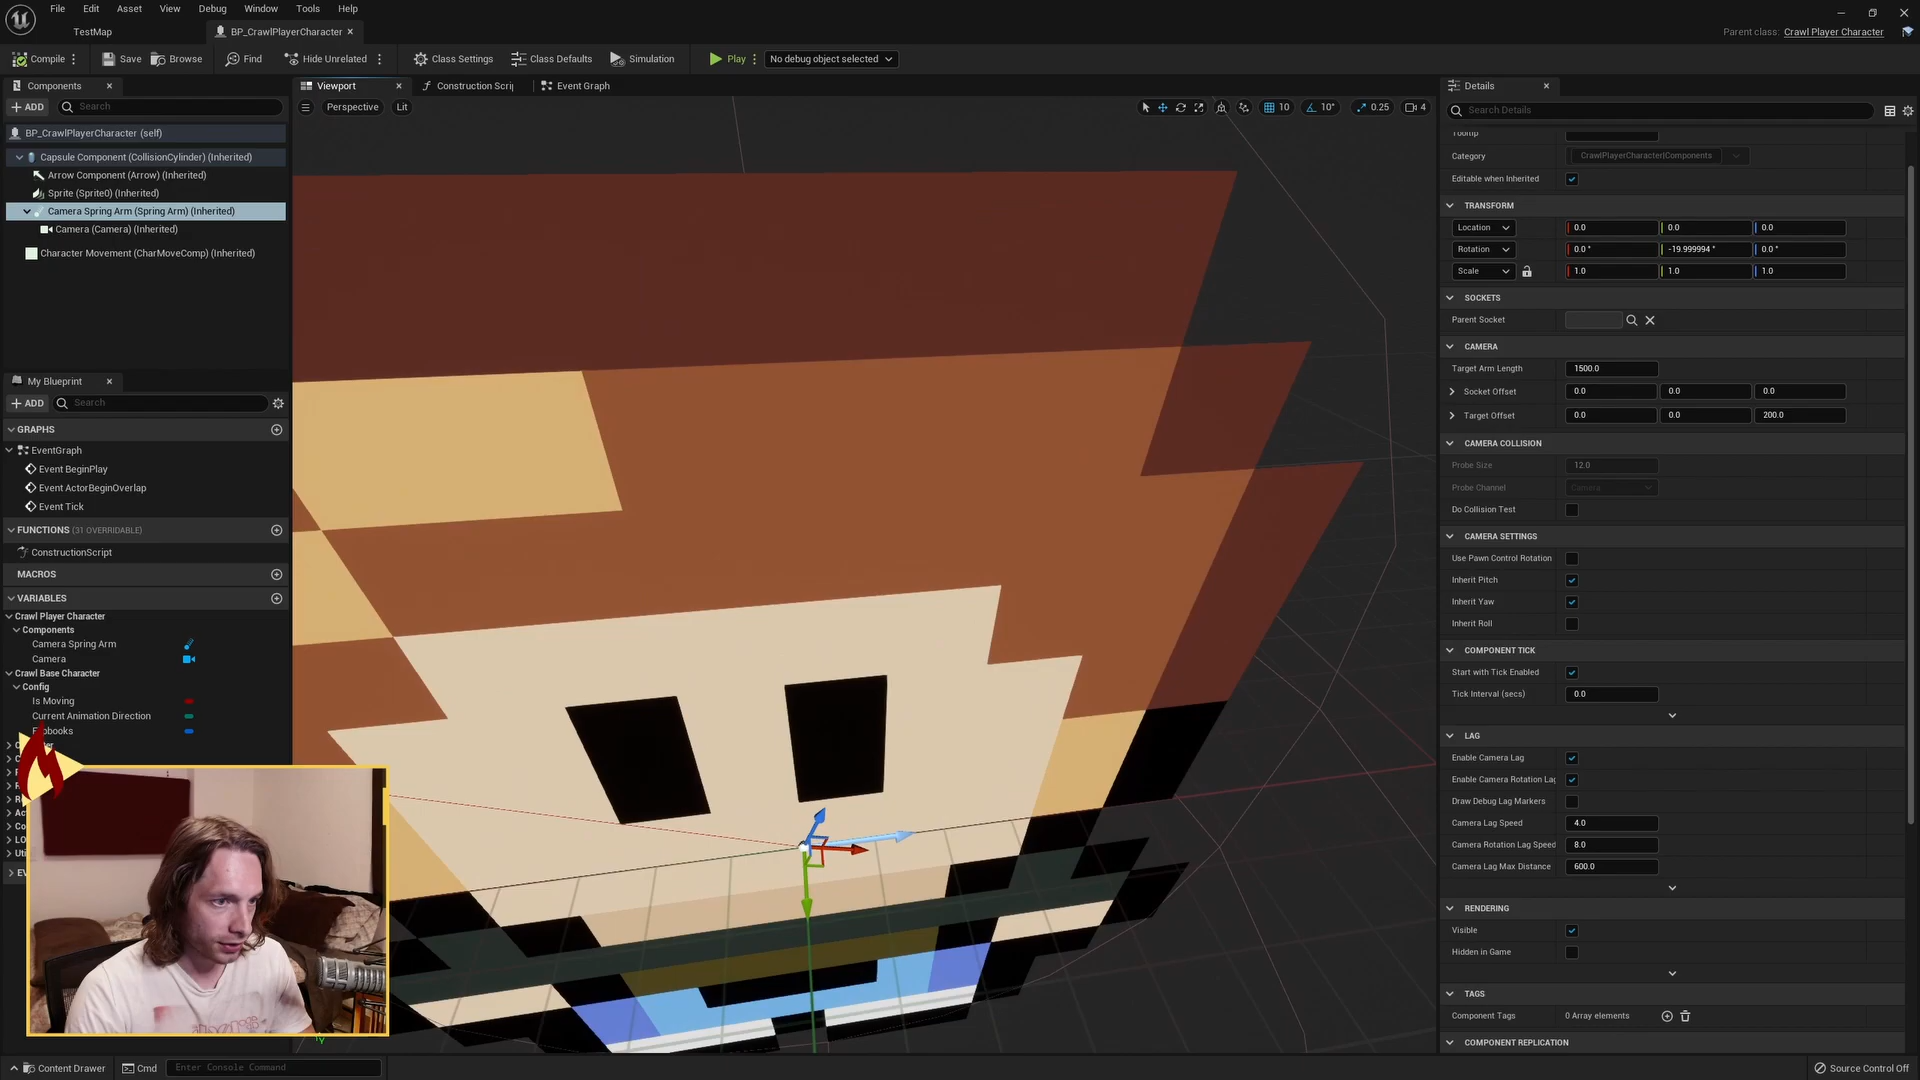 File Edit Asset View Debug Window Tools Help
TestMap
BP_CrawlPlayerCharacter
Parent class: Crawl Player Character
Compile Save Browse Find Hide Unrelated Class Settings Class Defaults Simulation Play No debug object selected
Components
ADD Search
BP_CrawlPlayerCharacter (self)
Capsule Component (CollisionCylinder) (Inherited)
Arrow Component (Arrow) (Inherited)
Sprite (Sprite0) (Inherited)
Camera Spring Arm (Spring Arm) (Inherited)
Camera (Camera) (Inherited)
Character Movement (CharMoveComp) (Inherited)
My Blueprint
ADD Search
GRAPHS
EventGraph
Event BeginPlay
Event ActorBeginOverlap
Event Tick
FUNCTIONS (31 OVERRIDABLE)
ConstructionScript
MACROS
VARIABLES
Crawl Player Character
Components
Camera Spring Arm
Camera
Crawl Base Character
Config
Is Moving
Current Animation Direction
Viewport Construction Scrip Event Graph
Perspective Lit
10 10° 0.25 4
Y
Details
Search Details
Category CrawlPlayerCharacter|Components
Editable when Inherited
TRANSFORM
Location 0.0 0.0 0.0
Rotation 0.0 ° -19.999994 ° 0.0 °
Scale 1.0 1.0 1.0
SOCKETS
Parent Socket
CAMERA
Target Arm Length 1500.0
Socket Offset 0.0 0.0 0.0
Target Offset 0.0 0.0 200.0
CAMERA COLLISION
Probe Size 12.0
Probe Channel Camera
Do Collision Test
CAMERA SETTINGS
Use Pawn Control Rotation
Inherit Pitch
Inherit Yaw
Inherit Roll
COMPONENT TICK
Start with Tick Enabled
Tick Interval (secs) 0.0
LAG
Enable Camera Lag
Enable Camera Rotation Lag
Draw Debug Lag Markers
Camera Lag Speed 4.0
Camera Rotation Lag Speed 8.0
Camera Lag Max Distance 600.0
RENDERING
Visible
Hidden in Game
TAGS
Component Tags 0 Array elements
COMPONENT REPLICATION
Content Drawer Cmd Enter Console Command
Source Control Off